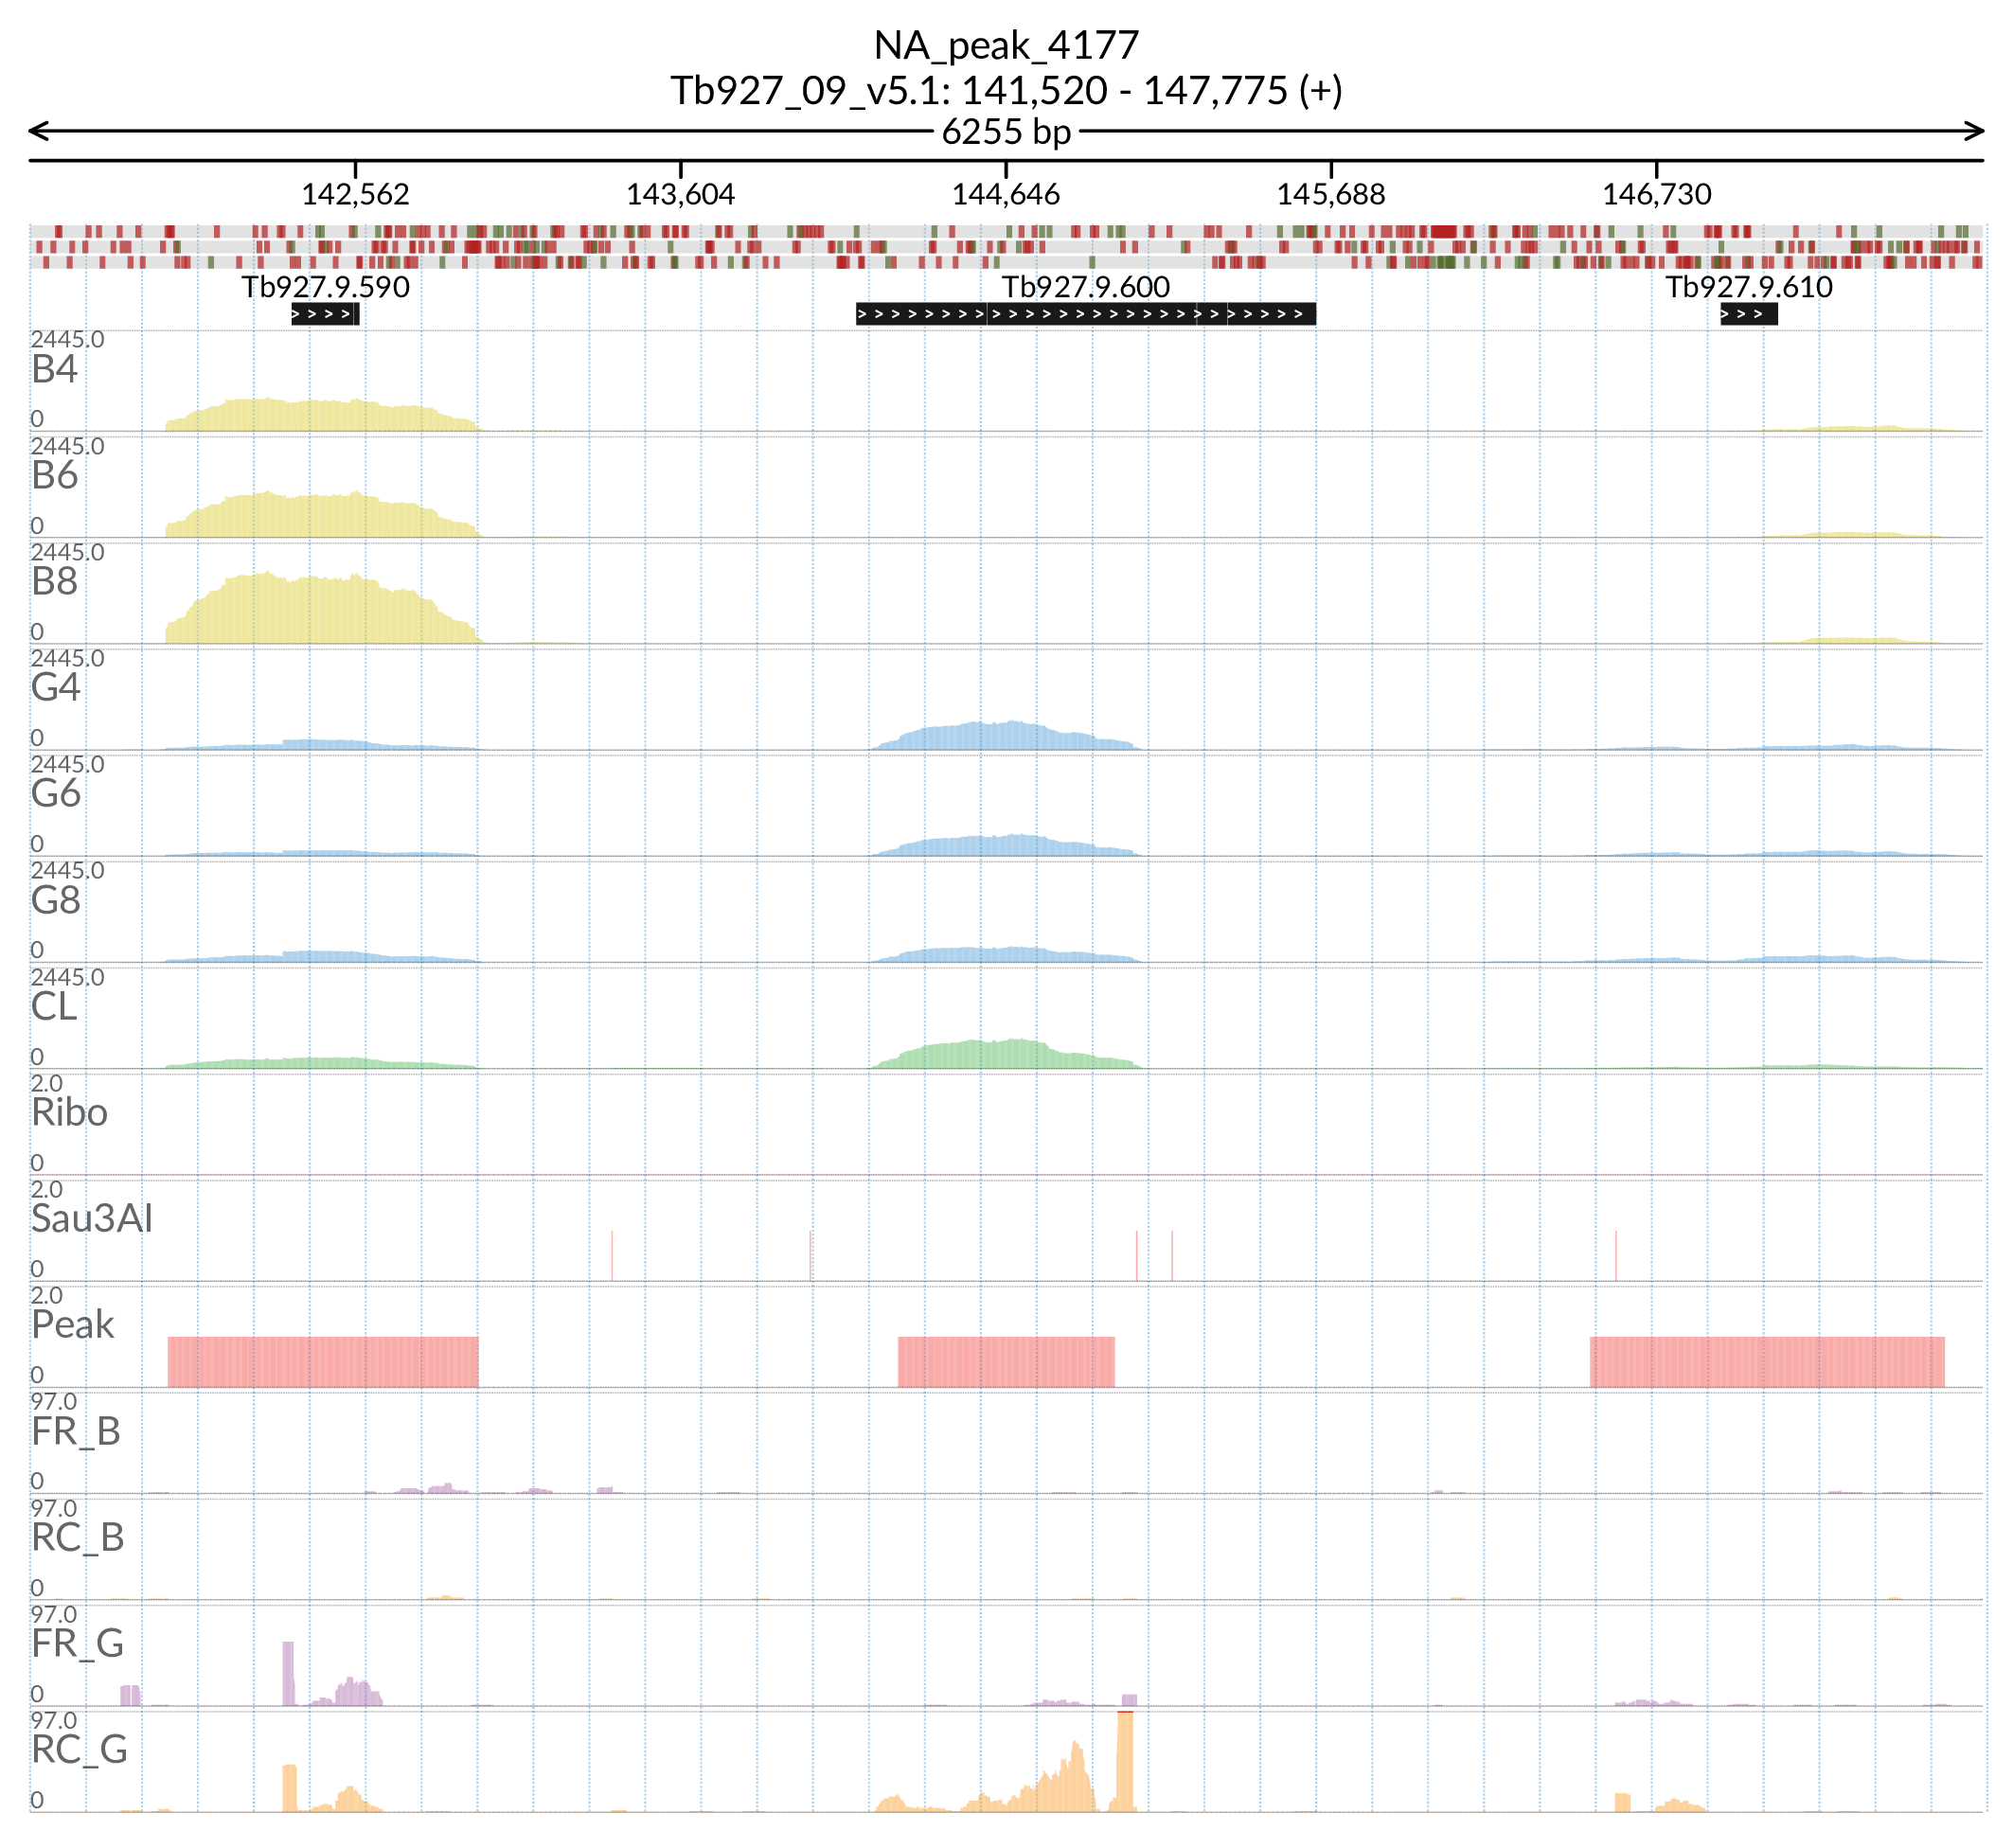 NA_peak_4177
Tb927_09_v5.1: 141,520 - 147,775 (+)
6255 bp
142,562 143,604 144,646 145,688 146,730
Tb927.9.590 Tb927.9.600 Tb927.9.610
2445.0
B4
0
2445.0
B6
0
2445.0
B8
0
2445.0
G4
0
2445.0
G6
0
2445.0
G8
0
2445.0
CL
0
2.0
Ribo
0
2.0
Sau3AI
0
2.0
Peak
0
97.0
FR_B
0
97.0
RC_B
0
97.0
FR_G
0
97.0
RC_G
0